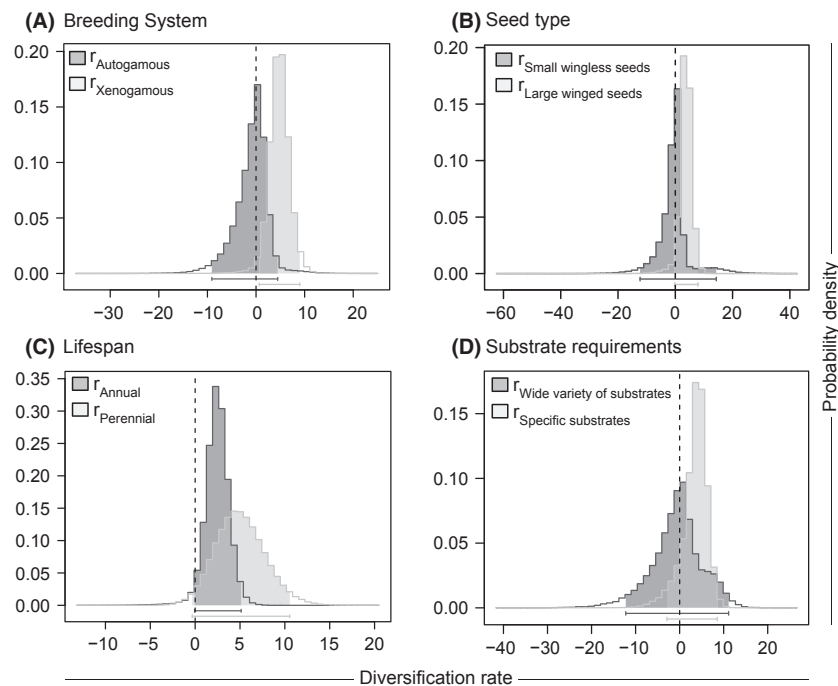 (A) Breeding System
r Autogamous
r Xenogamous
0.20
0.15
0.10
0.05
0.00
−30 −20 −10 0 10 20
(B) Seed type
r Small wingless seeds
r Large winged seeds
0.20
0.15
0.10
0.05
0.00
−60 −40 −20 0 20 40
(C) Lifespan
r Annual
r Perennial
0.35
0.30
0.25
0.20
0.15
0.10
0.05
0.00
−10 −5 0 5 10 15 20
(D) Substrate requirements
r Wide variety of substrates
r Specific substrates
0.15
0.10
0.05
0.00
−40 −30 −20 −10 0 10 20
Probability density
Diversification rate